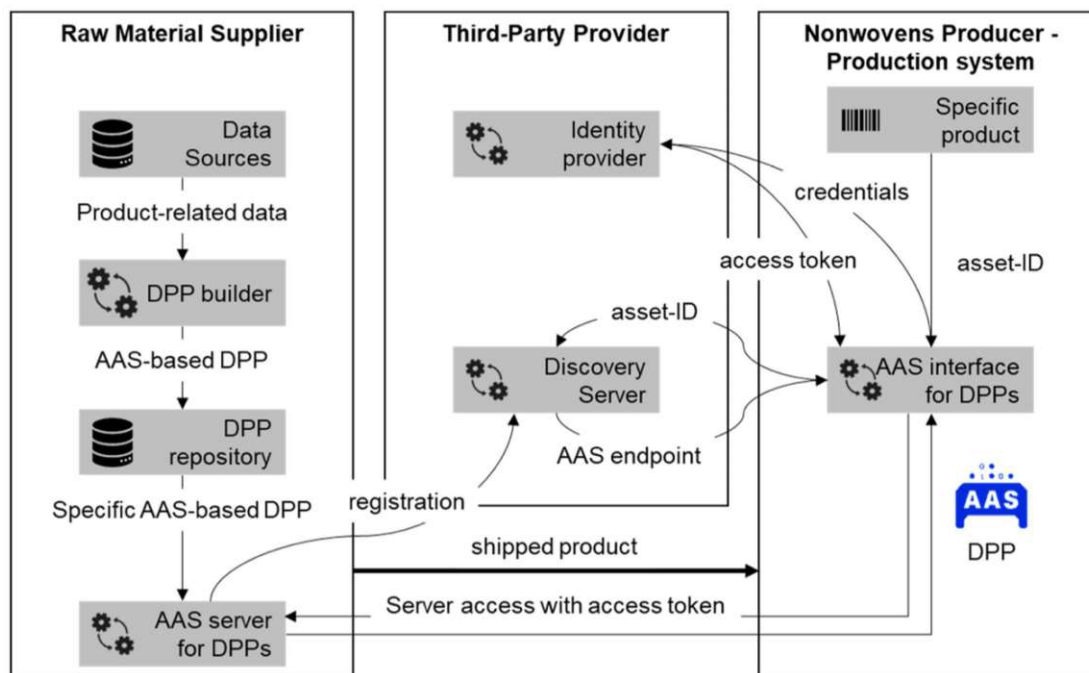 Raw Material Supplier
Data
Sources
Product-related data
DPP builder
AAS-based DPP
DPP
repository
Specific AAS-based DPP
AAS server
for DPPs
Third-Party Provider
Identity
provider
Discovery
Server
registration
shipped product
Server access with access token
asset-ID
AAS endpoint
access token
credentials
Nonwovens Producer -
Production system
Specific
product
asset-ID
AAS interface
for DPPs
AAS
DPP